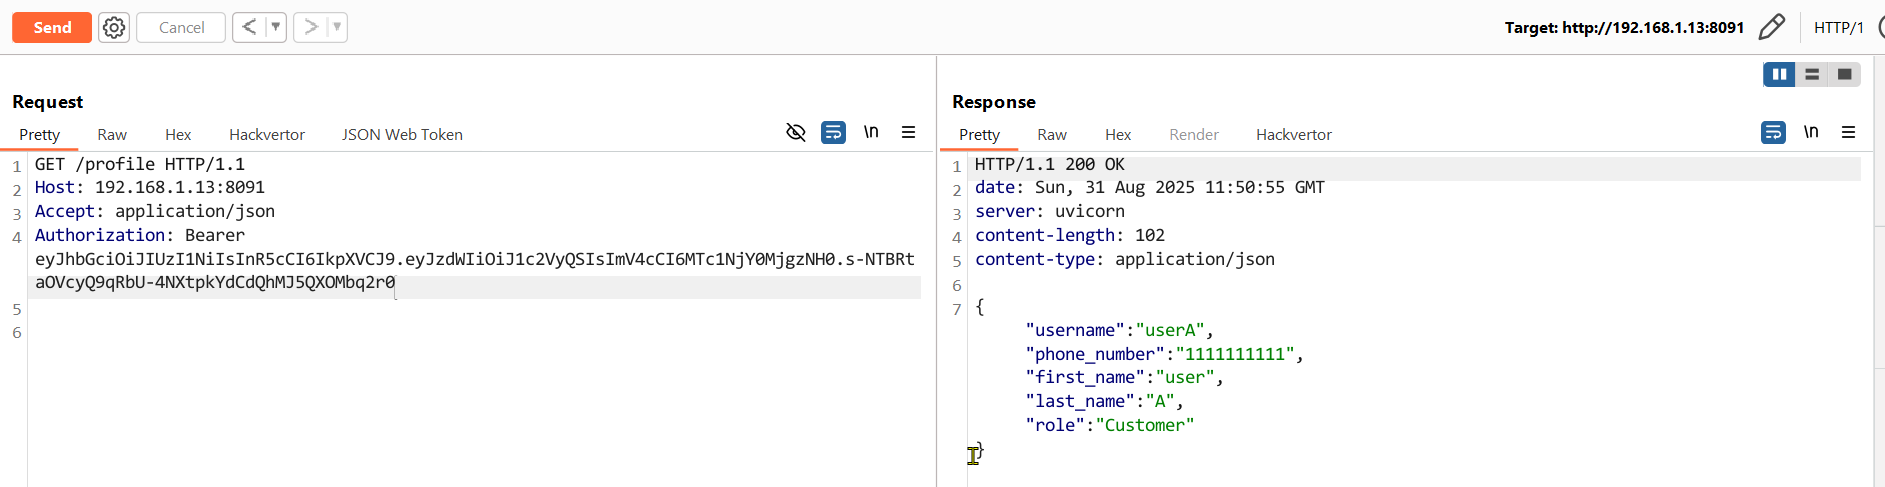 Send
Cancel
Target: http://192.168.1.13:8091
HTTP/1
Request
Pretty Raw Hex Hackvertor JSON Web Token
\n
1 GET /profile HTTP/1.1
2 Host: 192.168.1.13:8091
3 Accept: application/json
4 Authorization: Bearer
eyJhbGciOiJIUzI1NiIsInR5cCI6IkpXVCJ9.eyJzdWIiOiJ1c2VyQSIsImV4cCI6MTc1NjY0MjgzNH0.s-NTBRt
aOVcyQ9qRbU-4NXtpkYdCdQhMJ5QXOMbq2r0
5
6
Response
Pretty Raw Hex Render Hackvertor
\n
1 HTTP/1.1 200 OK
2 date: Sun, 31 Aug 2025 11:50:55 GMT
3 server: uvicorn
4 content-length: 102
5 content-type: application/json
6
7 {
"username":"userA",
"phone_number":"1111111111",
"first_name":"user",
"last_name":"A",
"role":"Customer"
}